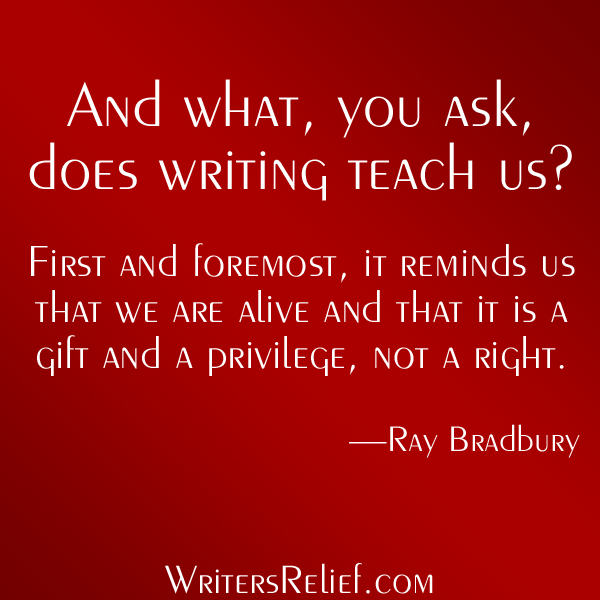 And what, you ask,
does writing teach us?
First and foremost, it reminds us
that we are alive and that it is a
gift and a privilege, not a right.
—Ray Bradbury
WritersRelief.com